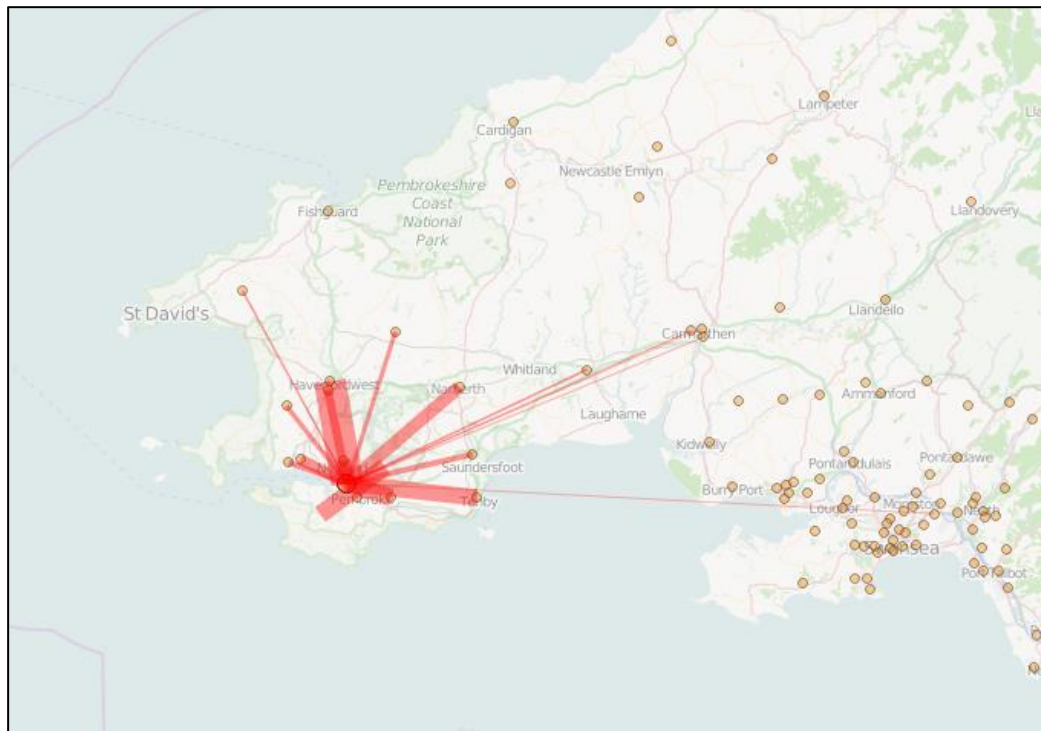 Lampeter
Cardigan
Newcastle Emlyn
Pembrokeshire
Coast
National
Park
Llandovery
Fishguard
St David's
Llandeilo
Carmarthen
Whitland
Haverfordwest
Narberth
Ammanford
Laugharne
Kidwelly
Saundersfoot
Pontardulais
Pontardawe
Burry Port
Pembroke
Tenby
Loughor
Morriston
Neath
Swansea
Port Talbot